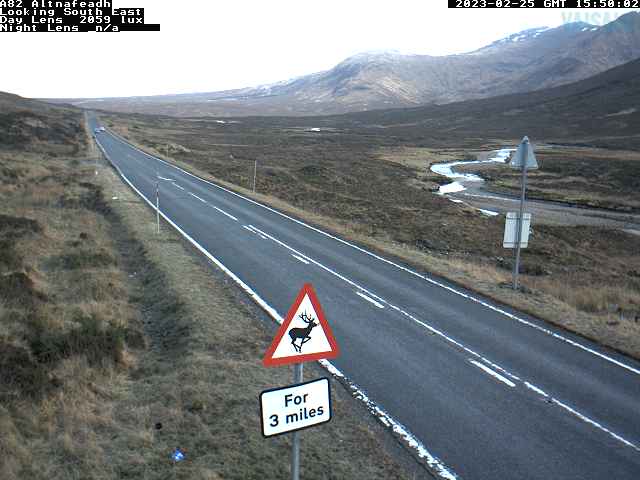 A82 Altnafeadh
Looking South East
Day Lens 2059 lux
Night Lens n/a
2023-02-25 GMT 15:50:02
VAISALA
For
3 miles